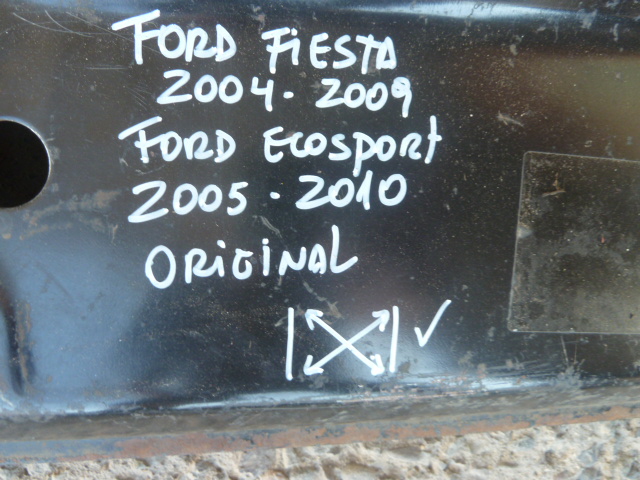 FORD FIESTA
2004-2009
FORD ECOSPORT
2005-2010
ORIGINAL